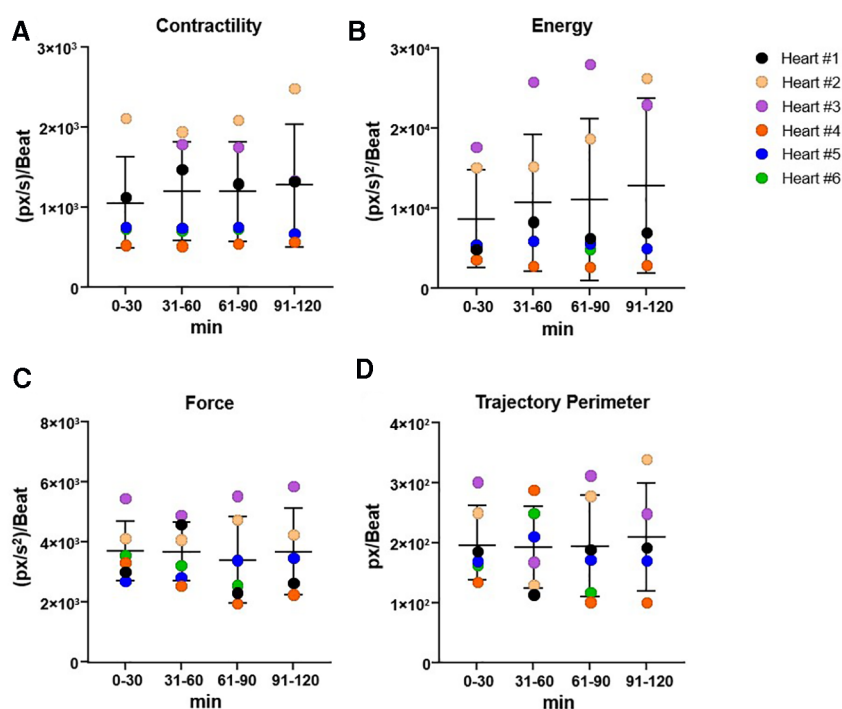 A
Contractility
3×10³
2×10³
1×10³
0
(px/s)/Beat
0-30 31-60 61-90 91-120
min
B
Energy
3×10⁴
2×10⁴
1×10⁴
0
(px/s)²/Beat
0-30 31-60 61-90 91-120
min
Heart #1
Heart #2
Heart #3
Heart #4
Heart #5
Heart #6
C
Force
8×10³
6×10³
4×10³
2×10³
0
(px/s²)/Beat
0-30 31-60 61-90 91-120
min
D
Trajectory Perimeter
4×10²
3×10²
2×10²
1×10²
0
px/Beat
0-30 31-60 61-90 91-120
min